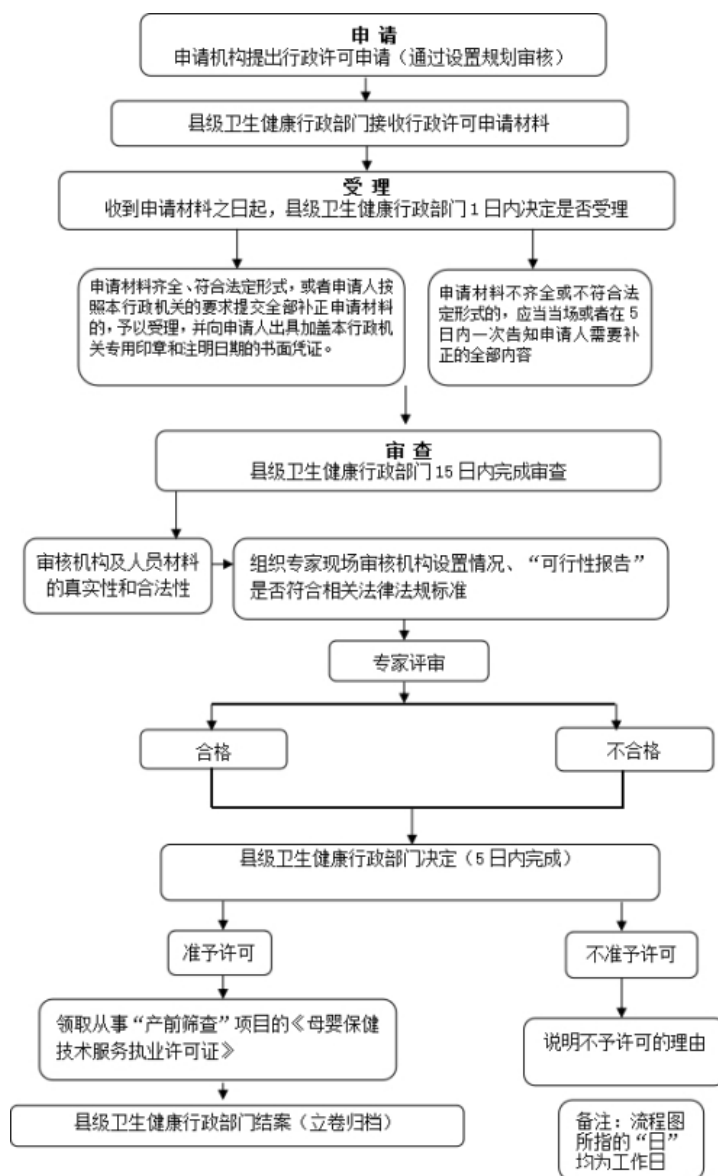 申 请
申请机构提出行政许可申请（通过设置规划审核）
县级卫生健康行政部门接收行政许可申请材料
受 理
收到申请材料之日起，县级卫生健康行政部门1日内决定是否受理
申请材料齐全、符合法定形式，或者申请人按
照本行政机关的要求提交全部补正申请材料
的，予以受理，并向申请人出具加盖本行政机
关专用印章和注明日期的书面凭证。
申请材料不齐全或不符合法
定形式的，应当当场或者在5
日内一次告知申请人需要补
正的全部内容
审 查
县级卫生健康行政部门15日内完成审查
审核机构及人员材料
的真实性和合法性
组织专家现场审核机构设置情况、“可行性报告”
是否符合相关法律法规标准
专家评审
合格
不合格
县级卫生健康行政部门决定（5日内完成）
准予许可
不准予许可
领取从事“产前筛查”项目的《母婴保健
技术服务执业许可证》
说明不予许可的理由
县级卫生健康行政部门结案（立卷归档）
备注：流程图
所指的“日”
均为工作日